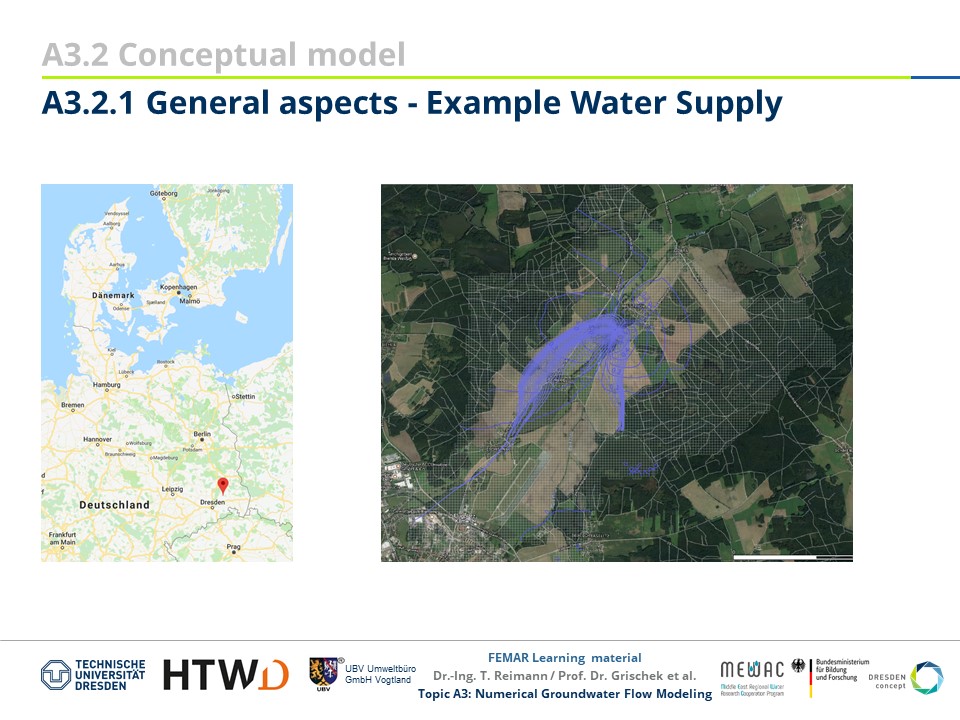 A3.2 Conceptual model
A3.2.1 General aspects - Example Water Supply
Göteborg
Jönköping
Vendsyssel
Aalborg
Aarhus
Dänemark
Kopenhagen
Sjælland
Malmö
Odense
Kiel
Rostock
Lübeck
Hamburg
Stettin
Bremen
Berlin
Hannover
Wolfsburg
Potsdam
Braunschweig
Magdeburg
Leipzig
Deutschland
Dresden
Frankfurt
am Main
Prag
TECHNISCHE
UNIVERSITÄT
DRESDEN
HTWD
UBV
®
UBV Umweltbüro
GmbH Vogtland
FEMAR Learning material
Dr.-Ing. T. Reimann / Prof. Dr. Grischek et al.
Topic A3: Numerical Groundwater Flow Modeling
MEWAC
Middle East Regional Water
Research Cooperation Program
Bundesministerium
für Bildung
und Forschung
DRESDEN
concept